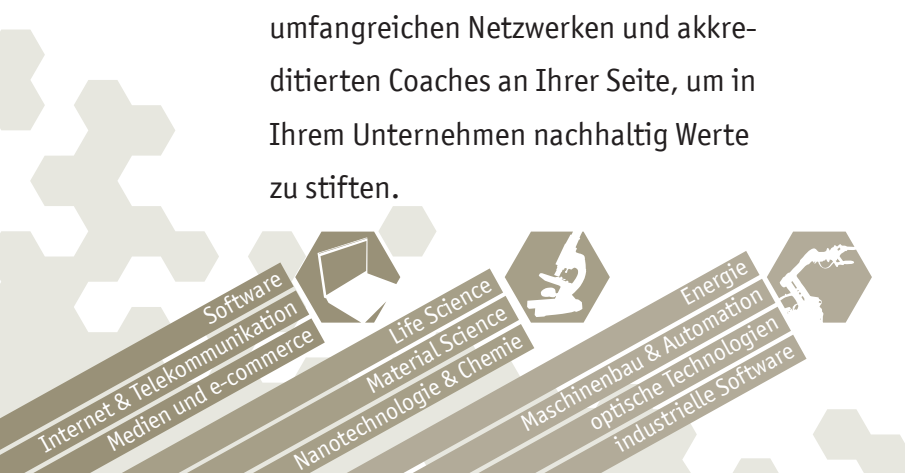 umfangreichen Netzwerken und akkre-
ditierten Coaches an Ihrer Seite, um in
Ihrem Unternehmen nachhaltig Werte
zu stiften.
Software
Internet & Telekommunikation
Medien und e-commerce
Life Science
Material Science
Nanotechnologie & Chemie
Energie
Maschinenbau & Automation
optische Technologien
industrielle Software